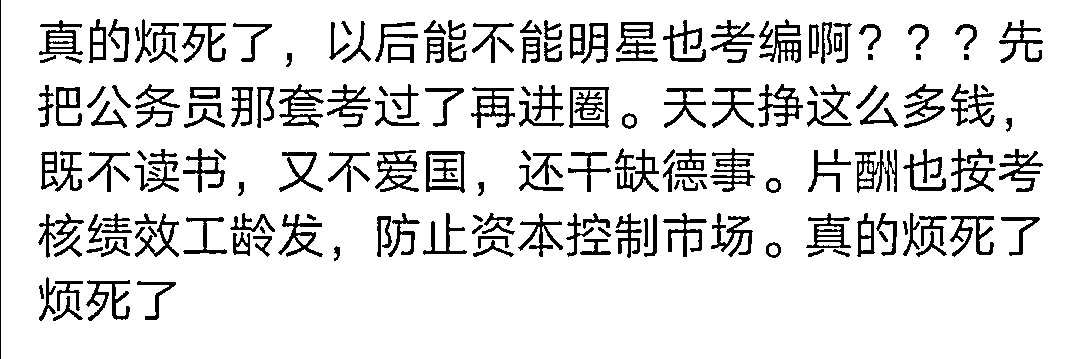 真的烦死了，以后能不能明星也考编啊？？？先
把公务员那套考过了再进圈。天天挣这么多钱，
既不读书，又不爱国，还干缺德事。片酬也按考
核绩效工龄发，防止资本控制市场。真的烦死了
烦死了